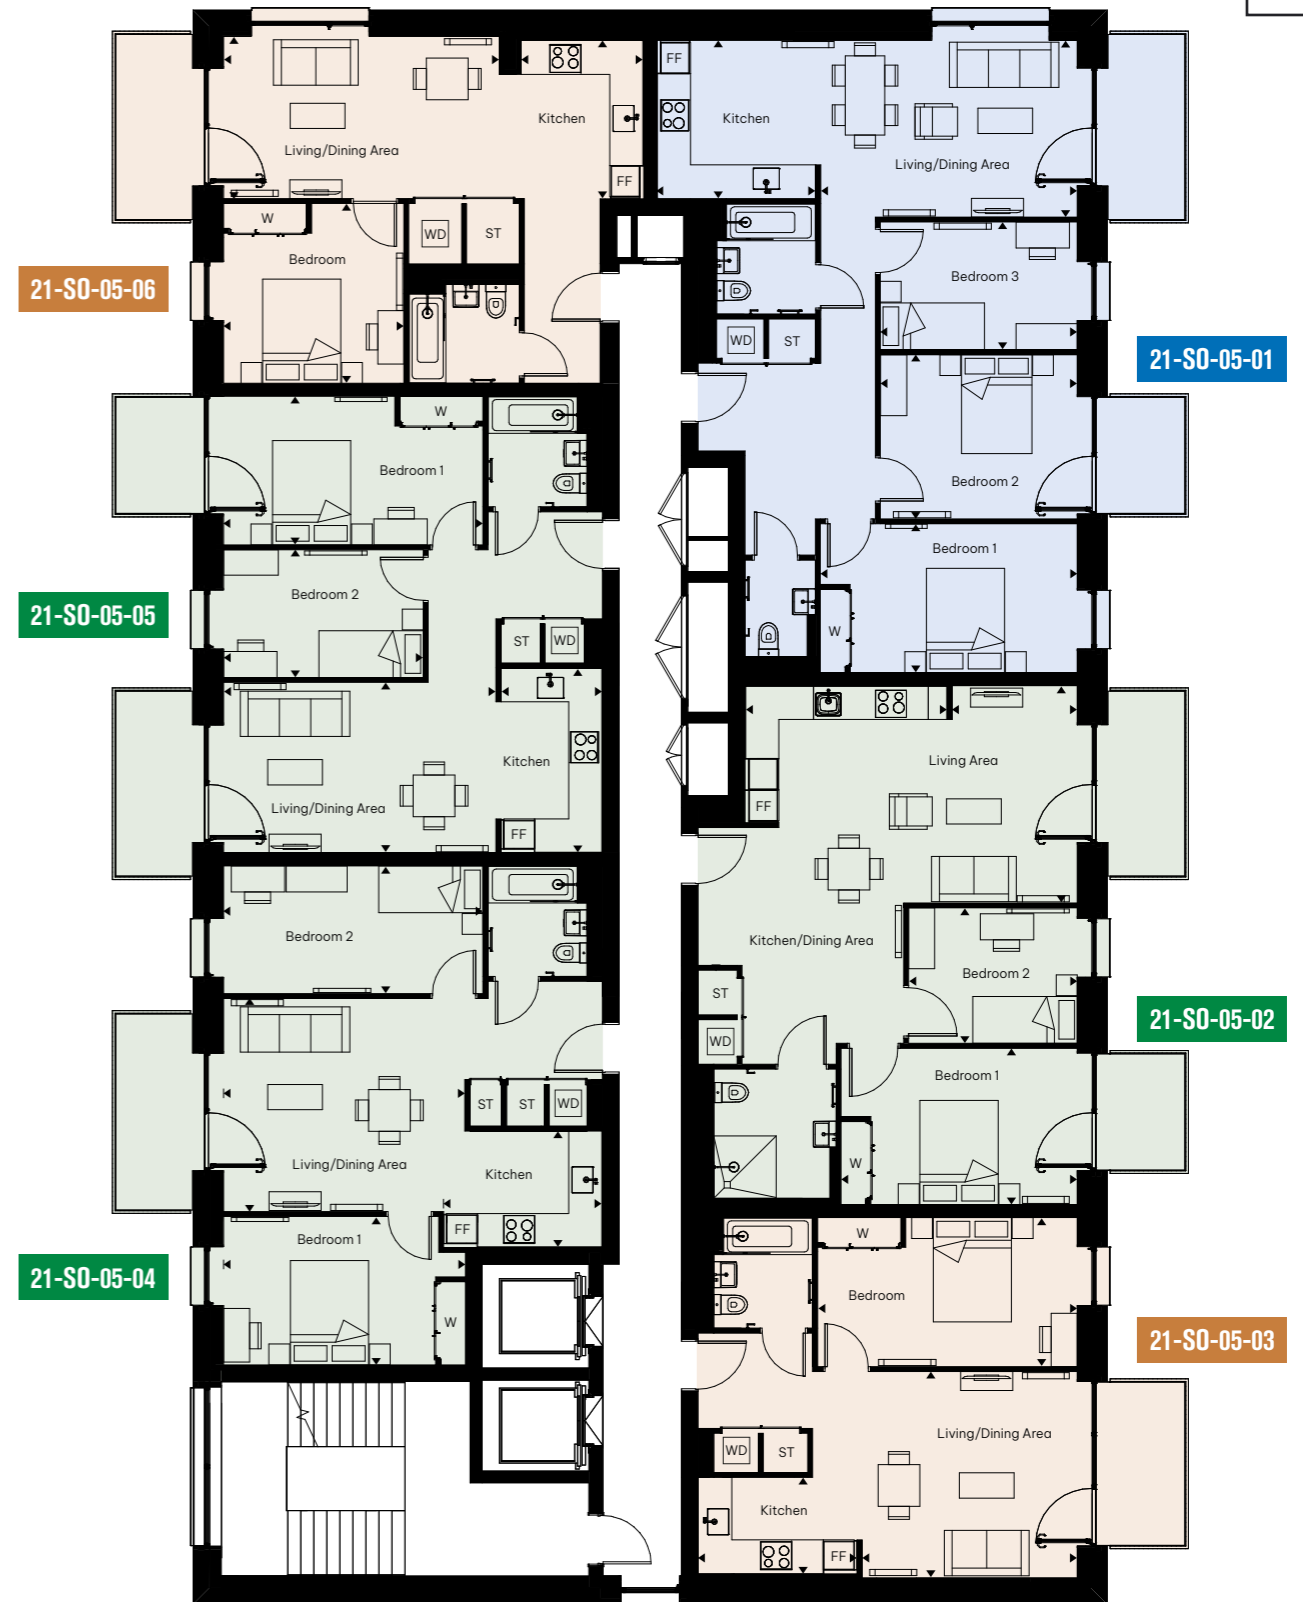 Living/Dining Area
Kitchen
FF
W
WD
ST
Bedroom
21-SO-05-06
FF
Kitchen
Living/Dining Area
Bedroom 3
WD
ST
21-SO-05-01
Bedroom 2
Bedroom 1
W
W
Bedroom 1
21-SO-05-05
Bedroom 2
ST
WD
Kitchen
Living/Dining Area
FF
Living Area
FF
Kitchen/Dining Area
Bedroom 2
ST
WD
21-SO-05-02
Bedroom 1
W
Bedroom 2
ST
ST
WD
Living/Dining Area
Kitchen
FF
Bedroom 1
21-SO-05-04
W
W
Bedroom
21-SO-05-03
WD
ST
Living/Dining Area
Kitchen
FF